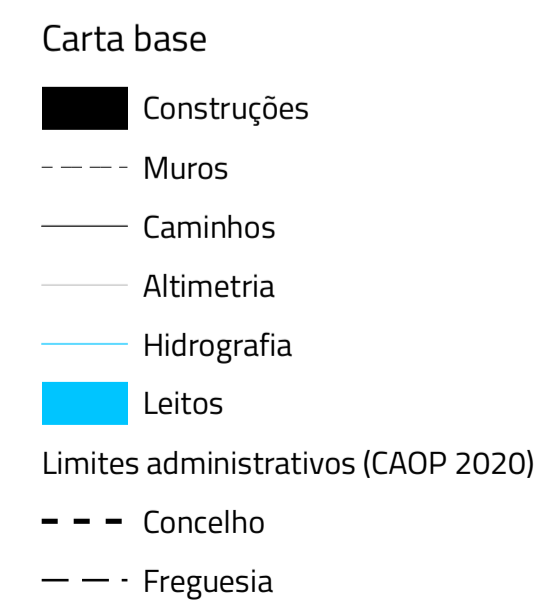 Carta base
Construções
Muros
Caminhos
Altimetria
Hidrografia
Leitos
Limites administrativos (CAOP 2020)
Concelho
Freguesia